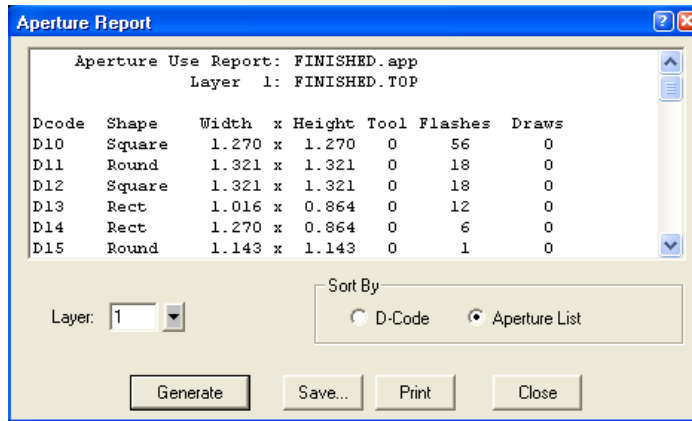 Aperture Report
Aperture Use Report: FINISHED.app
Layer 1: FINISHED.TOP
Dcode Shape Width x Height Tool Flashes Draws
D10 Square 1.270 x 1.270 0 56 0
D11 Round 1.321 x 1.321 0 18 0
D12 Square 1.321 x 1.321 0 18 0
D13 Rect 1.016 x 0.864 0 12 0
D14 Rect 1.270 x 0.864 0 6 0
D15 Round 1.143 x 1.143 0 1 0
Sort By
Layer: 1 D-Code Aperture List
Generate Save... Print Close